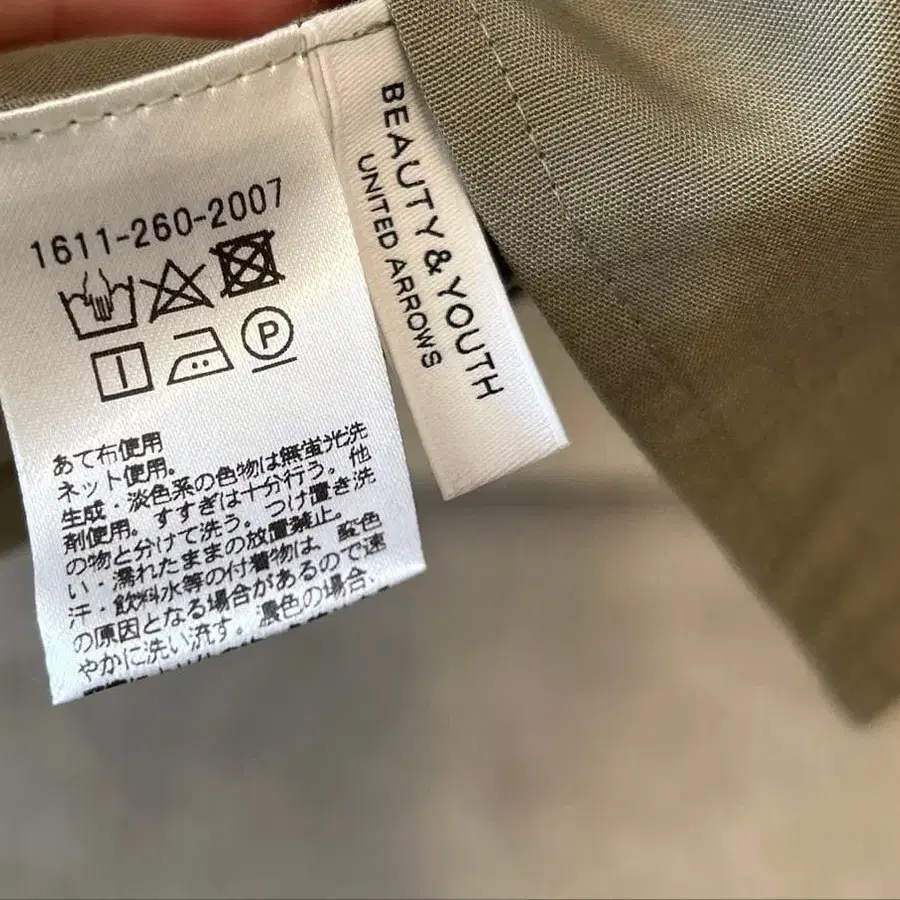 1611-260-2007
P
あて布使用
ネット使用。
生成・淡色系の色物は無蛍光洗
剤使用。すすぎは十分行う。他
の物と分けて洗う。つけ置き洗
い・濡れたままの放置禁止。
汗・飲料水等の付着物は、変色
の原因となる場合があるので速
やかに洗い流す。濃色の場合、
BEAUTY&YOUTH
UNITED ARROWS